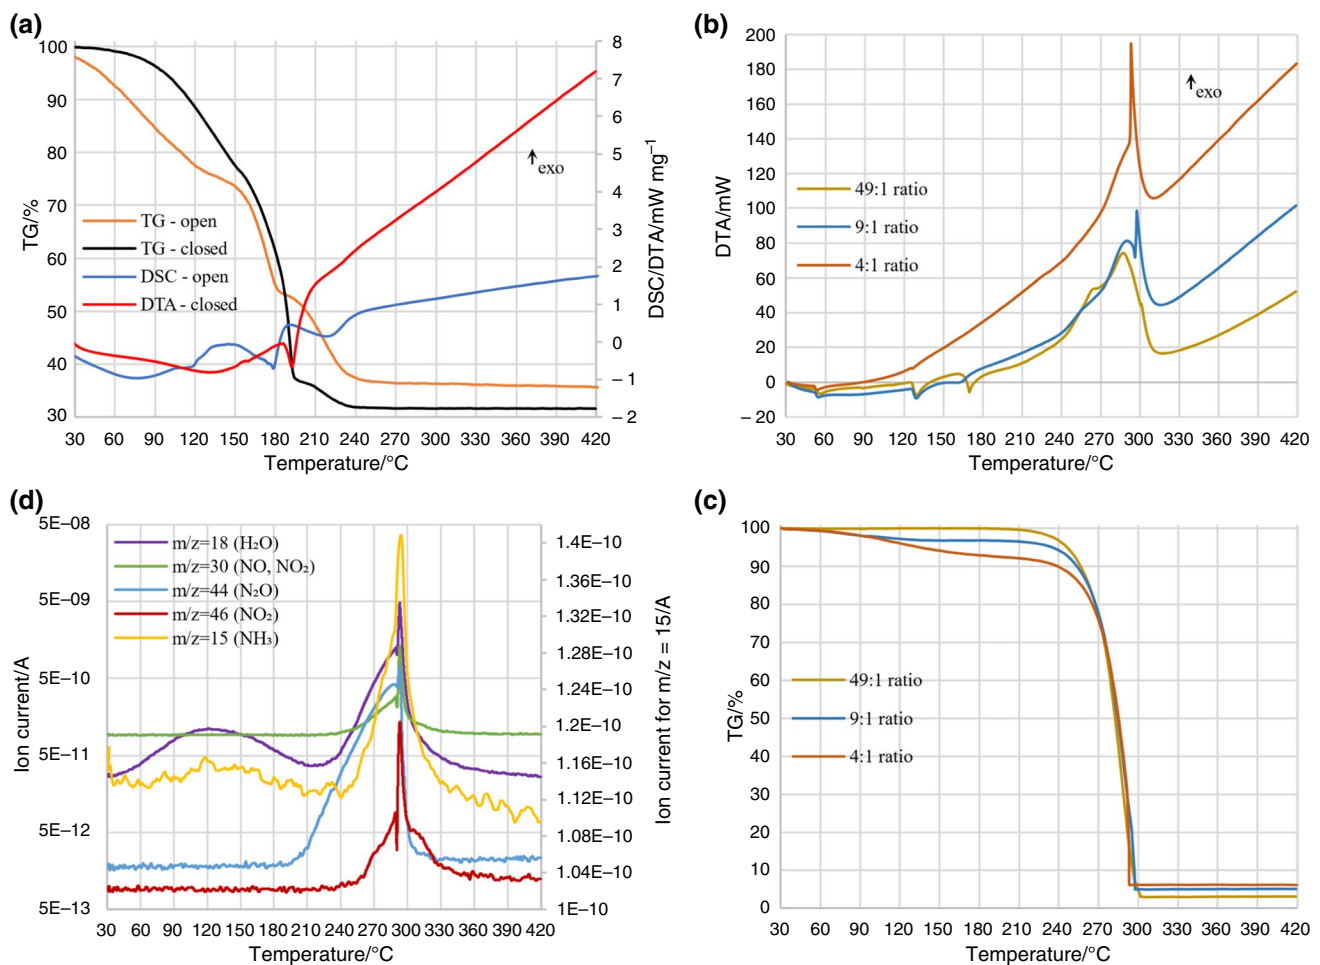 (a)
100
90
80
70
60
50
40
30
TG/%
8
7
6
5
4
3
2
1
0
–1
–2
DSC/DTA/mW mg–1
exo
TG - open
TG - closed
DSC - open
DTA - closed
30 60 90 120 150 180 210 240 270 300 330 360 390 420
Temperature/°C
(b)
200
180
160
140
120
100
80
60
40
20
0
–20
DTA/mW
exo
49:1 ratio
9:1 ratio
4:1 ratio
30 60 90 120 150 180 210 240 270 300 330 360 390 420
Temperature/°C
(d)
5E–08
5E–09
5E–10
5E–11
5E–12
5E–13
Ion current/A
m/z=18 (H₂O)
m/z=30 (NO, NO₂)
m/z=44 (N₂O)
m/z=46 (NO₂)
m/z=15 (NH₃)
1.4E–10
1.36E–10
1.32E–10
1.28E–10
1.24E–10
1.2E–10
1.16E–10
1.12E–10
1.08E–10
1.04E–10
1E–10
Ion current for m/z = 15/A
30 60 90 120 150 180 210 240 270 300 330 360 390 420
Temperature/°C
(c)
100
90
80
70
60
50
40
30
20
10
0
TG/%
49:1 ratio
9:1 ratio
4:1 ratio
30 60 90 120 150 180 210 240 270 300 330 360 390 420
Temperature/°C